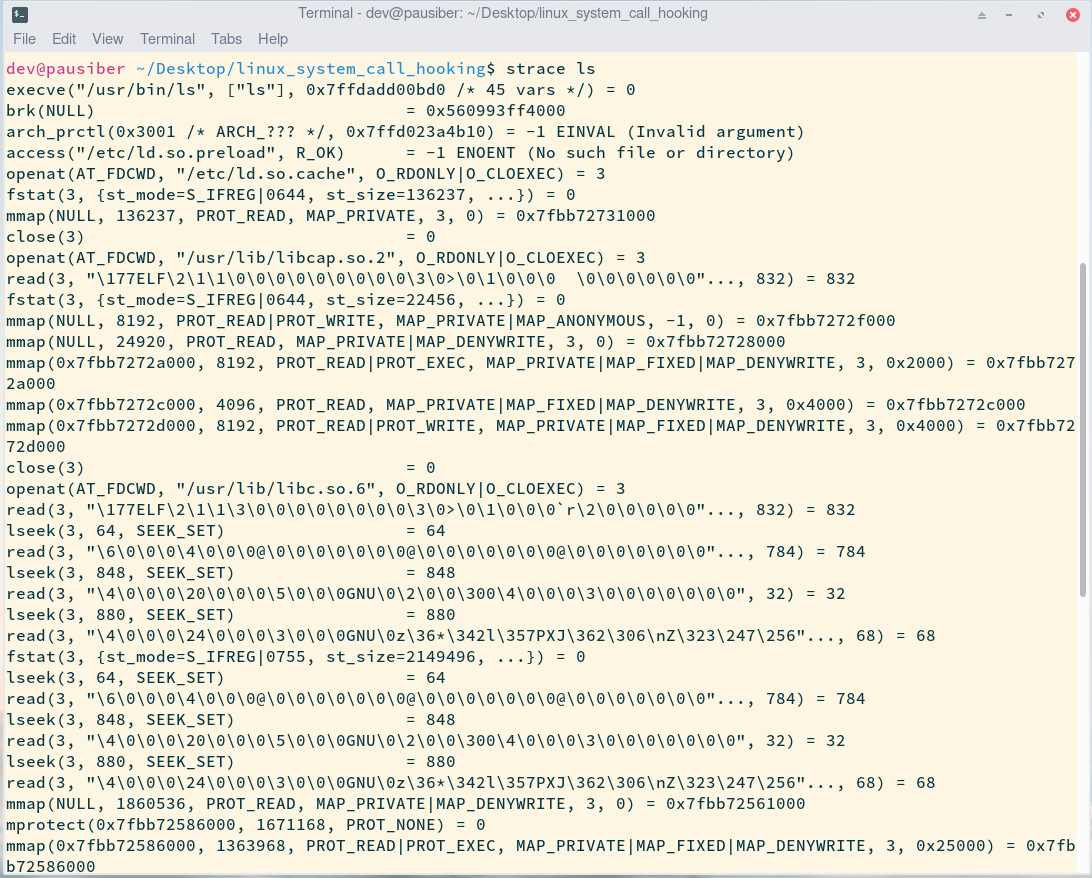 Terminal - dev@pausiber: ~/Desktop/linux_system_call_hooking
File Edit View Terminal Tabs Help
dev@pausiber ~/Desktop/linux_system_call_hooking$ strace ls
execve("/usr/bin/ls", ["ls"], 0x7ffdadd00bd0 /* 45 vars */) = 0
brk(NULL)                               = 0x560993ff4000
arch_prctl(0x3001 /* ARCH_??? */, 0x7ffd023a4b10) = -1 EINVAL (Invalid argument)
access("/etc/ld.so.preload", R_OK)      = -1 ENOENT (No such file or directory)
openat(AT_FDCWD, "/etc/ld.so.cache", O_RDONLY|O_CLOEXEC) = 3
fstat(3, {st_mode=S_IFREG|0644, st_size=136237, ...}) = 0
mmap(NULL, 136237, PROT_READ, MAP_PRIVATE, 3, 0) = 0x7fbb72731000
close(3)                                = 0
openat(AT_FDCWD, "/usr/lib/libcap.so.2", O_RDONLY|O_CLOEXEC) = 3
read(3, "\177ELF\2\1\1\0\0\0\0\0\0\0\0\0\3\0>\0\1\0\0\0  \0\0\0\0\0\0"..., 832) = 832
fstat(3, {st_mode=S_IFREG|0644, st_size=22456, ...}) = 0
mmap(NULL, 8192, PROT_READ|PROT_WRITE, MAP_PRIVATE|MAP_ANONYMOUS, -1, 0) = 0x7fbb7272f000
mmap(NULL, 24920, PROT_READ, MAP_PRIVATE|MAP_DENYWRITE, 3, 0) = 0x7fbb72728000
mmap(0x7fbb7272a000, 8192, PROT_READ|PROT_EXEC, MAP_PRIVATE|MAP_FIXED|MAP_DENYWRITE, 3, 0x2000) = 0x7fbb727
2a000
mmap(0x7fbb7272c000, 4096, PROT_READ, MAP_PRIVATE|MAP_FIXED|MAP_DENYWRITE, 3, 0x4000) = 0x7fbb7272c000
mmap(0x7fbb7272d000, 8192, PROT_READ|PROT_WRITE, MAP_PRIVATE|MAP_FIXED|MAP_DENYWRITE, 3, 0x4000) = 0x7fbb72
72d000
close(3)                                = 0
openat(AT_FDCWD, "/usr/lib/libc.so.6", O_RDONLY|O_CLOEXEC) = 3
read(3, "\177ELF\2\1\1\3\0\0\0\0\0\0\0\0\3\0>\0\1\0\0\0`r\2\0\0\0\0\0"..., 832) = 832
lseek(3, 64, SEEK_SET)                  = 64
read(3, "\6\0\0\0\4\0\0\0@\0\0\0\0\0\0\0@\0\0\0\0\0\0\0@\0\0\0\0\0\0\0"..., 784) = 784
lseek(3, 848, SEEK_SET)                 = 848
read(3, "\4\0\0\0\20\0\0\0\5\0\0\0GNU\0\2\0\0\300\4\0\0\0\3\0\0\0\0\0\0\0", 32) = 32
lseek(3, 880, SEEK_SET)                 = 880
read(3, "\4\0\0\0\24\0\0\0\3\0\0\0GNU\0z\36*\342l\357PXJ\362\306\nZ\323\247\256"..., 68) = 68
fstat(3, {st_mode=S_IFREG|0755, st_size=2149496, ...}) = 0
lseek(3, 64, SEEK_SET)                  = 64
read(3, "\6\0\0\0\4\0\0\0@\0\0\0\0\0\0\0@\0\0\0\0\0\0\0@\0\0\0\0\0\0\0"..., 784) = 784
lseek(3, 848, SEEK_SET)                 = 848
read(3, "\4\0\0\0\20\0\0\0\5\0\0\0GNU\0\2\0\0\300\4\0\0\0\3\0\0\0\0\0\0\0", 32) = 32
lseek(3, 880, SEEK_SET)                 = 880
read(3, "\4\0\0\0\24\0\0\0\3\0\0\0GNU\0z\36*\342l\357PXJ\362\306\nZ\323\247\256"..., 68) = 68
mmap(NULL, 1860536, PROT_READ, MAP_PRIVATE|MAP_DENYWRITE, 3, 0) = 0x7fbb72561000
mprotect(0x7fbb72586000, 1671168, PROT_NONE) = 0
mmap(0x7fbb72586000, 1363968, PROT_READ|PROT_EXEC, MAP_PRIVATE|MAP_FIXED|MAP_DENYWRITE, 3, 0x25000) = 0x7fb
b72586000